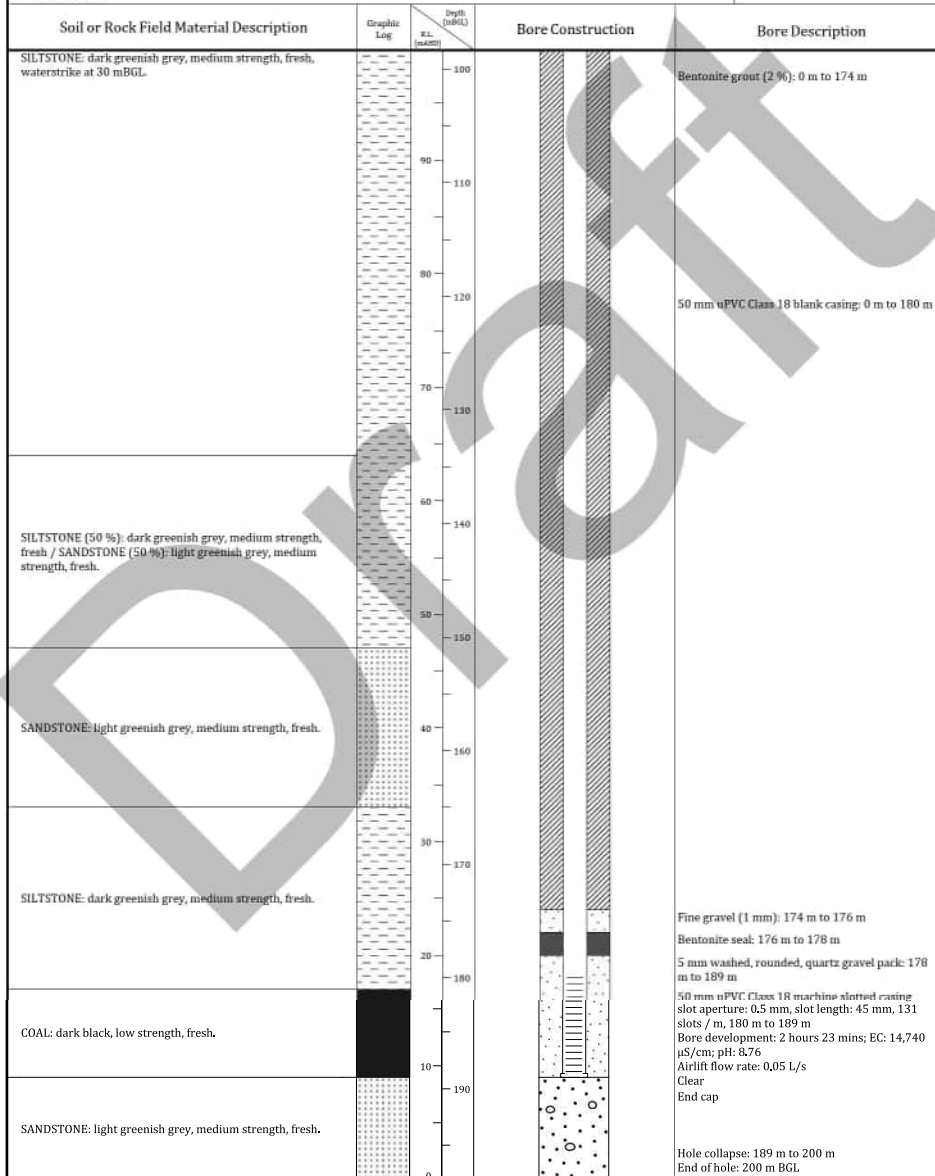 Soil or Rock Field Material Description
Graphic
Log
Depth
(mBGL)
R.L.
(mAHD)
Bore Construction
Bore Description
SILTSTONE: dark greenish grey, medium strength, fresh,
waterstrike at 30 mBGL.
SILTSTONE (50 %): dark greenish grey, medium strength,
fresh / SANDSTONE (50 %): light greenish grey, medium
strength, fresh.
SANDSTONE: light greenish grey, medium strength, fresh.
SILTSTONE: dark greenish grey, medium strength, fresh.
COAL: dark black, low strength, fresh.
SANDSTONE: light greenish grey, medium strength, fresh.
100
90
110
80
120
70
130
60
140
50
150
40
160
30
170
20
180
10
190
0
Bentonite grout (2 %): 0 m to 174 m
50 mm uPVC Class 18 blank casing: 0 m to 180 m
Fine gravel (1 mm): 174 m to 176 m
Bentonite seal: 176 m to 178 m
5 mm washed, rounded, quartz gravel pack: 178
m to 189 m
50 mm uPVC Class 18 machine slotted casing
slot aperture: 0.5 mm, slot length: 45 mm, 131
slots / m, 180 m to 189 m
Bore development: 2 hours 23 mins; EC: 14,740
µS/cm; pH: 8.76
Airlift flow rate: 0.05 L/s
Clear
End cap
Hole collapse: 189 m to 200 m
End of hole: 200 m BGL
Draft